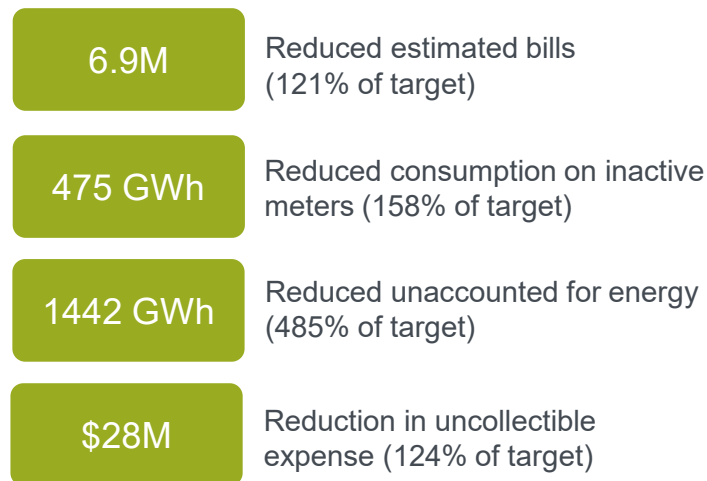 6.9M
Reduced estimated bills
(121% of target)
475 GWh
Reduced consumption on inactive
meters (158% of target)
1442 GWh
Reduced unaccounted for energy
(485% of target)
$28M
Reduction in uncollectible
expense (124% of target)